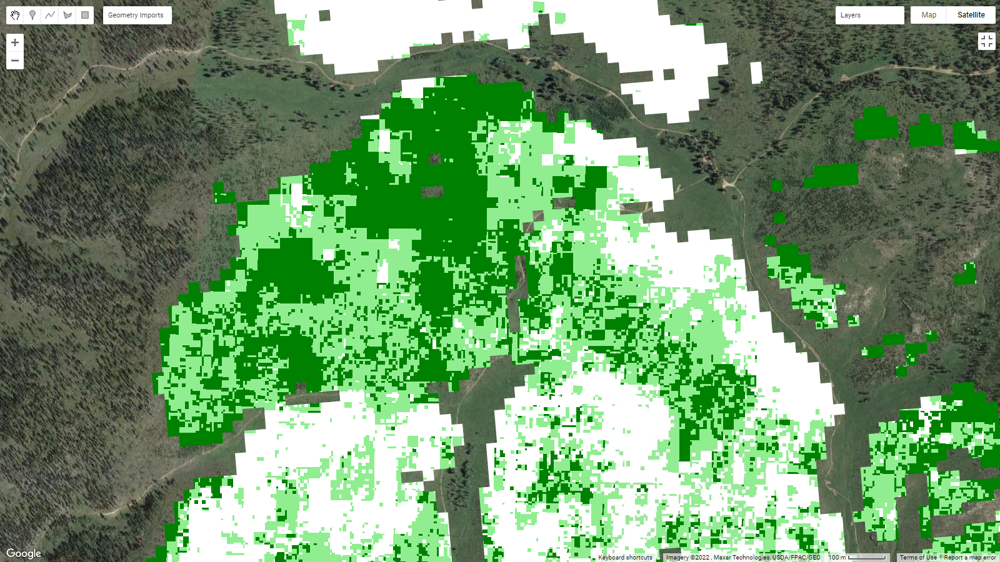 Geometry Imports
Layers
Map Satellite
+
−
Google
Keyboard shortcuts Imagery ©2022 , Maxar Technologies, USDA/FPAC/GEO 100 m Terms of Use Report a map error